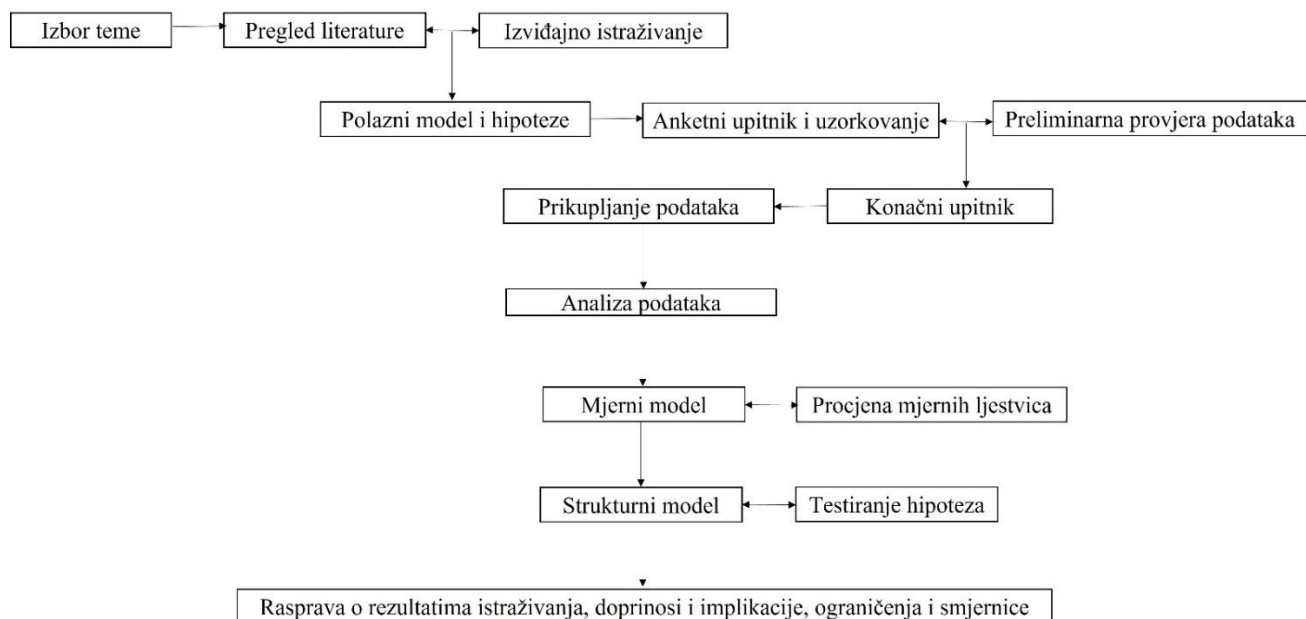 Izbor teme
Pregled literature
Izviđajno istraživanje
Polazni model i hipoteze
Anketni upitnik i uzorkovanje
Preliminarna provjera podataka
Prikupljanje podataka
Konačni upitnik
Analiza podataka
Mjerni model
Procjena mjernih ljestvica
Strukturni model
Testiranje hipoteza
Rasprava o rezultatima istraživanja, doprinosi i implikacije, ograničenja i smjernice